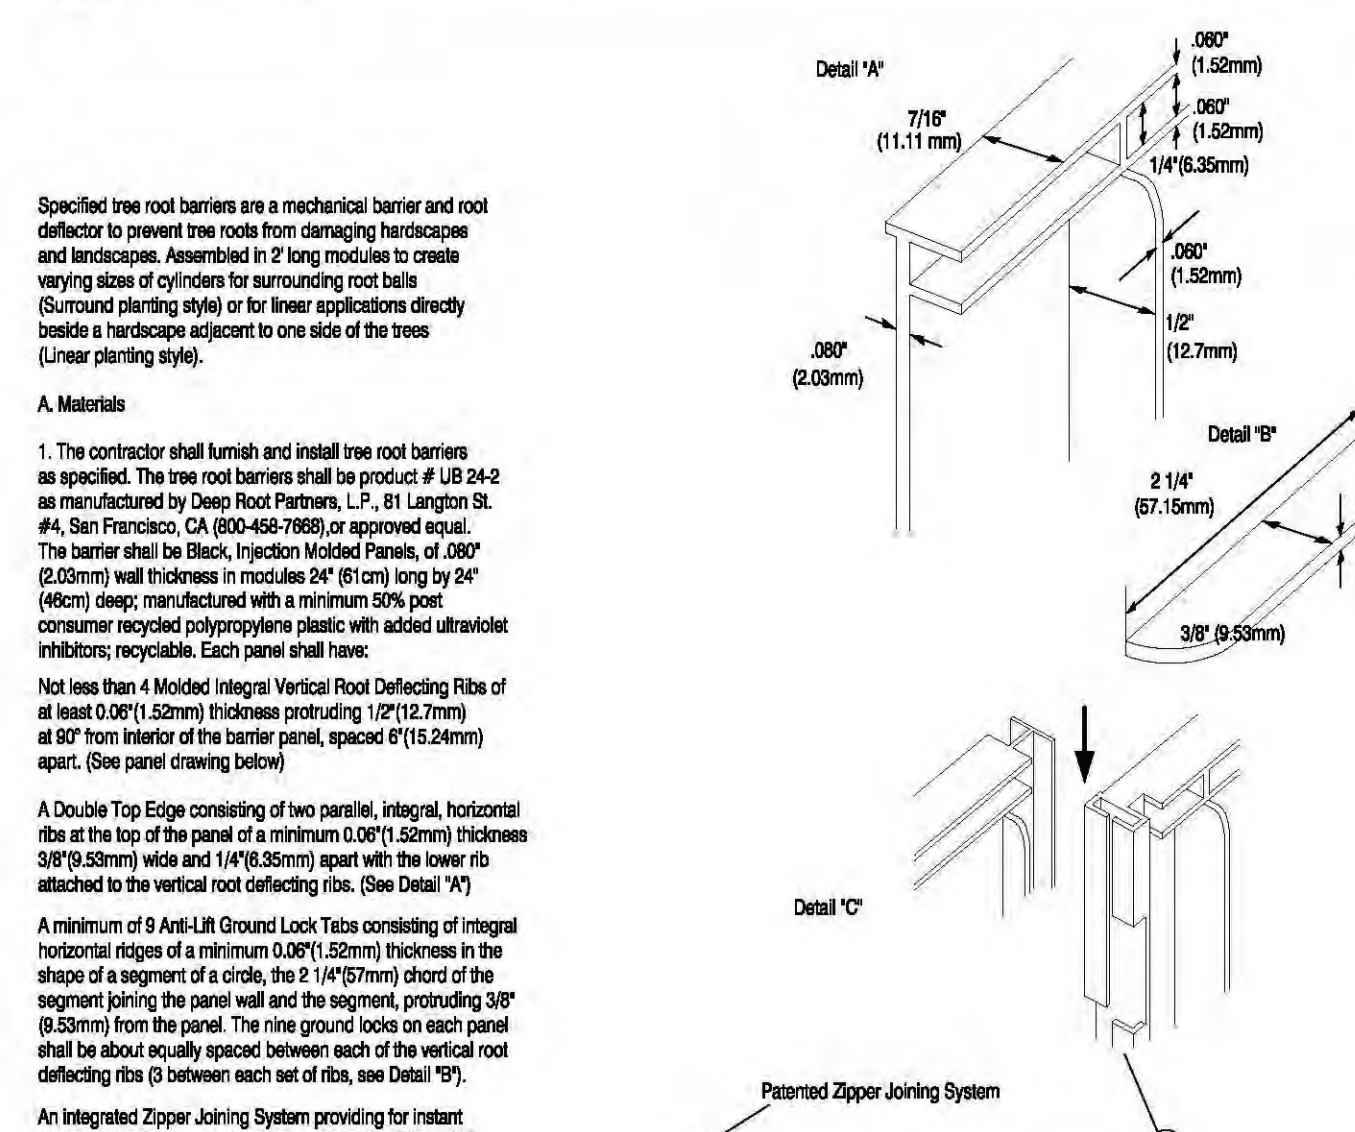 Specified tree root barriers are a mechanical barrier and root
deflector to prevent tree roots from damaging hardscapes
and landscapes. Assembled in 2' long modules to create
varying sizes of cylinders for surrounding root balls
(Surround planting style) or for linear applications directly
beside a hardscape adjacent to one side of the trees
(Linear planting style).
A. Materials
1. The contractor shall furnish and install tree root barriers
as specified. The tree root barriers shall be product # UB 24-2
as manufactured by Deep Root Partners, L.P., 81 Langton St.
#4, San Francisco, CA (800-458-7668),or approved equal.
The barrier shall be Black, Injection Molded Panels, of .080"
(2.03mm) wall thickness in modules 24" (61cm) long by 24"
(46cm) deep; manufactured with a minimum 50% post
consumer recycled polypropylene plastic with added ultraviolet
inhibitors; recyclable. Each panel shall have:
Not less than 4 Molded Integral Vertical Root Deflecting Ribs of
at least 0.06"(1.52mm) thickness protruding 1/2"(12.7mm)
at 90° from interior of the barrier panel, spaced 6"(15.24mm)
apart. (See panel drawing below)
A Double Top Edge consisting of two parallel, integral, horizontal
ribs at the top of the panel of a minimum 0.06"(1.52mm) thickness
3/8"(9.53mm) wide and 1/4"(6.35mm) apart with the lower rib
attached to the vertical root deflecting ribs. (See Detail "A")
A minimum of 9 Anti-Lift Ground Lock Tabs consisting of integral
horizontal ridges of a minimum 0.06"(1.52mm) thickness in the
shape of a segment of a circle, the 2 1/4"(57mm) chord of the
segment joining the panel wall and the segment, protruding 3/8"
(9.53mm) from the panel. The nine ground locks on each panel
shall be about equally spaced between each of the vertical root
deflecting ribs (3 between each set of ribs, see Detail "B").
An integrated Zipper Joining System providing for instant
Detail "A"
7/16"
(11.11 mm)
.060"
(1.52mm)
.060"
(1.52mm)
1/4"(6.35mm)
.060"
(1.52mm)
1/2"
(12.7mm)
.080"
(2.03mm)
Detail "B"
2 1/4"
(57.15mm)
3/8" (9.53mm)
Detail "C"
Patented Zipper Joining System